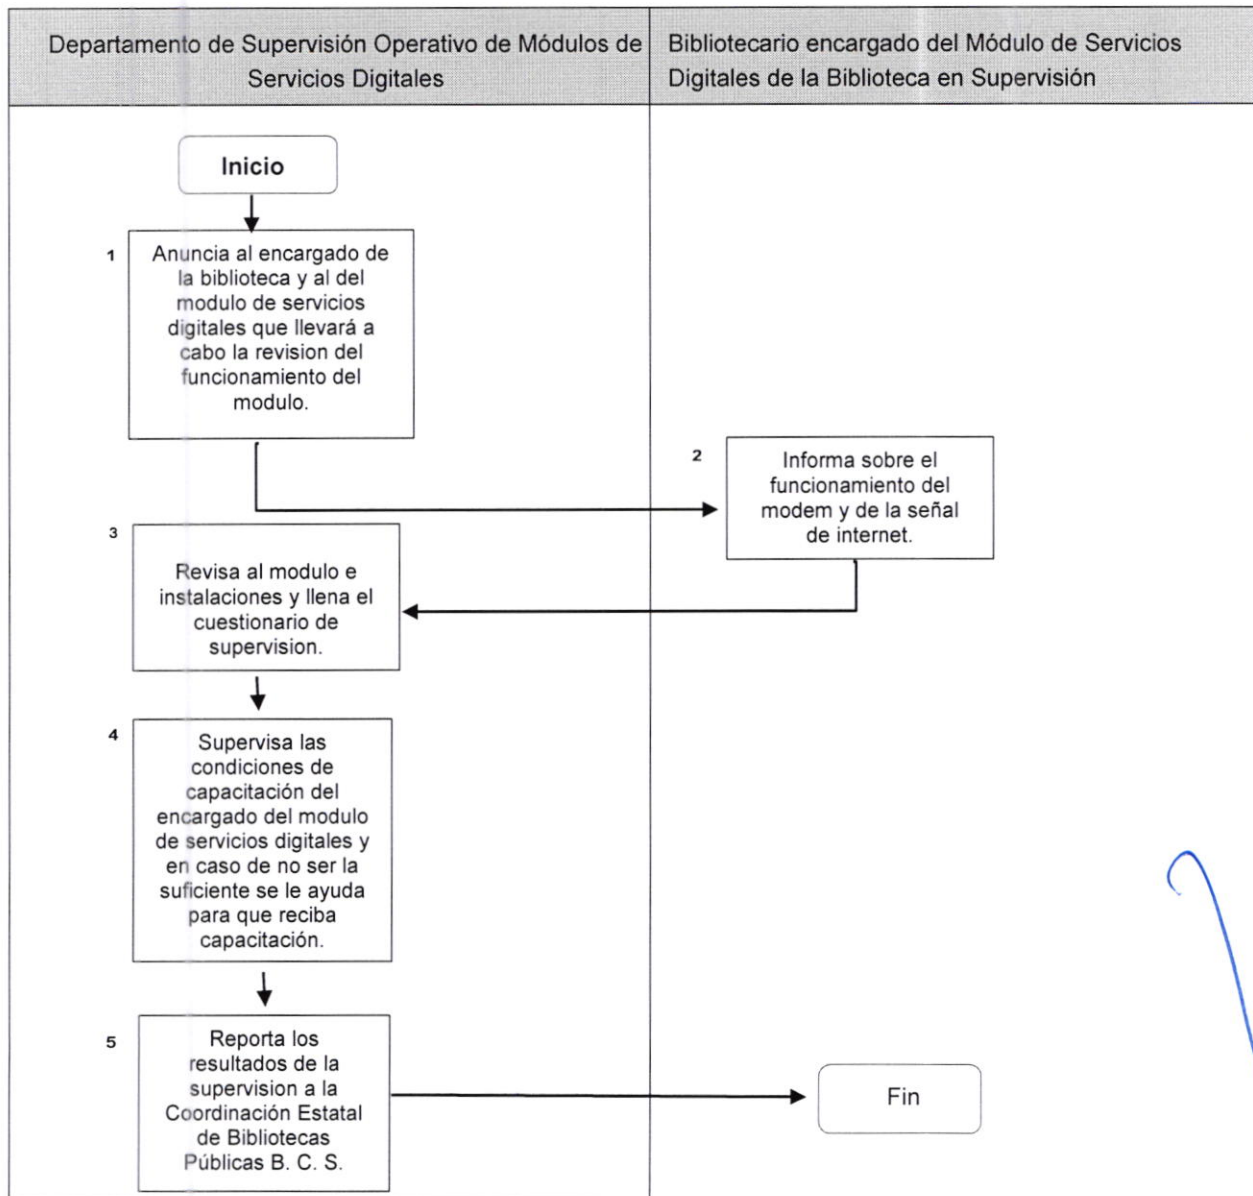 Departamento de Supervisión Operativo de Módulos de
Servicios Digitales
Bibliotecario encargado del Módulo de Servicios
Digitales de la Biblioteca en Supervisión
Inicio
1
Anuncia al encargado de
la biblioteca y al del
modulo de servicios
digitales que llevará a
cabo la revision del
funcionamiento del
modulo.
2
Informa sobre el
funcionamiento del
modem y de la señal
de internet.
3
Revisa al modulo e
instalaciones y llena el
cuestionario de
supervision.
4
Supervisa las
condiciones de
capacitación del
encargado del modulo
de servicios digitales y
en caso de no ser la
suficiente se le ayuda
para que reciba
capacitación.
5
Reporta los
resultados de la
supervision a la
Coordinación Estatal
de Bibliotecas
Públicas B. C. S.
Fin